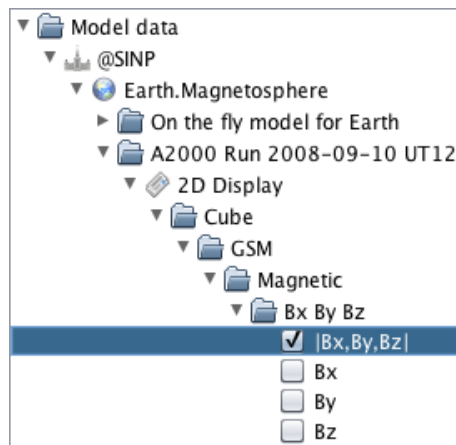 Model data
@SINP
Earth.Magnetosphere
On the fly model for Earth
A2000 Run 2008-09-10 UT12
2D Display
Cube
GSM
Magnetic
Bx By Bz
|Bx,By,Bz|
Bx
By
Bz